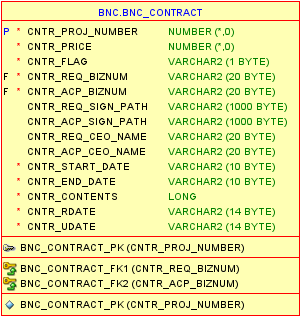 BNC.BNC_CONTRACT
P * CNTR_PROJ_NUMBER NUMBER (*,0)
* CNTR_PRICE NUMBER (*,0)
* CNTR_FLAG VARCHAR2 (1 BYTE)
F * CNTR_REQ_BIZNUM VARCHAR2 (20 BYTE)
F * CNTR_ACP_BIZNUM VARCHAR2 (20 BYTE)
CNTR_REQ_SIGN_PATH VARCHAR2 (1000 BYTE)
CNTR_ACP_SIGN_PATH VARCHAR2 (1000 BYTE)
CNTR_REQ_CEO_NAME VARCHAR2 (20 BYTE)
CNTR_ACP_CEO_NAME VARCHAR2 (20 BYTE)
* CNTR_START_DATE VARCHAR2 (10 BYTE)
* CNTR_END_DATE VARCHAR2 (10 BYTE)
* CNTR_CONTENTS LONG
* CNTR_RDATE VARCHAR2 (14 BYTE)
* CNTR_UDATE VARCHAR2 (14 BYTE)
BNC_CONTRACT_PK (CNTR_PROJ_NUMBER)
BNC_CONTRACT_FK1 (CNTR_REQ_BIZNUM)
BNC_CONTRACT_FK2 (CNTR_ACP_BIZNUM)
BNC_CONTRACT_PK (CNTR_PROJ_NUMBER)